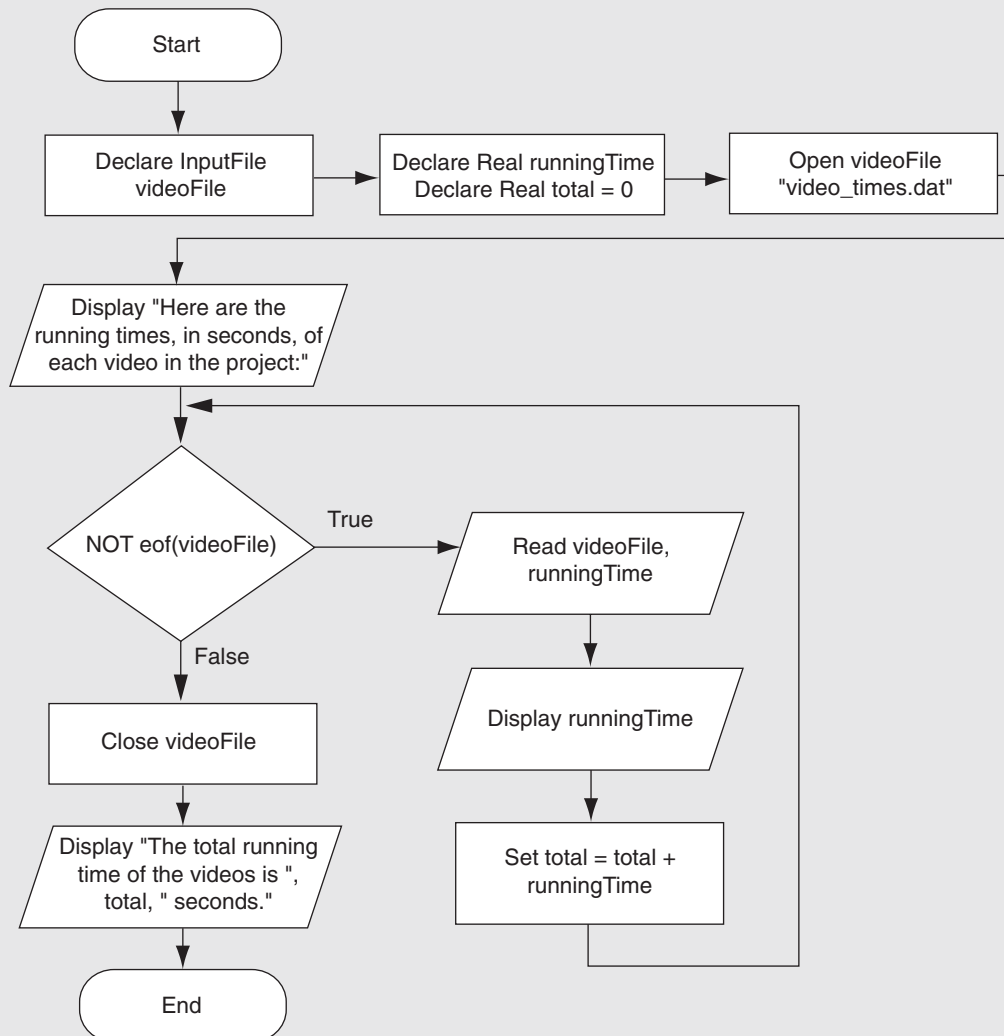 Start
Declare InputFile
videoFile
Declare Real runningTime
Declare Real total = 0
Open videoFile
"video_times.dat"
Display "Here are the
running times, in seconds, of
each video in the project:"
NOT eof(videoFile)
True
Read videoFile,
runningTime
Display runningTime
Set total = total +
runningTime
False
Close videoFile
Display "The total running
time of the videos is ",
total, " seconds."
End